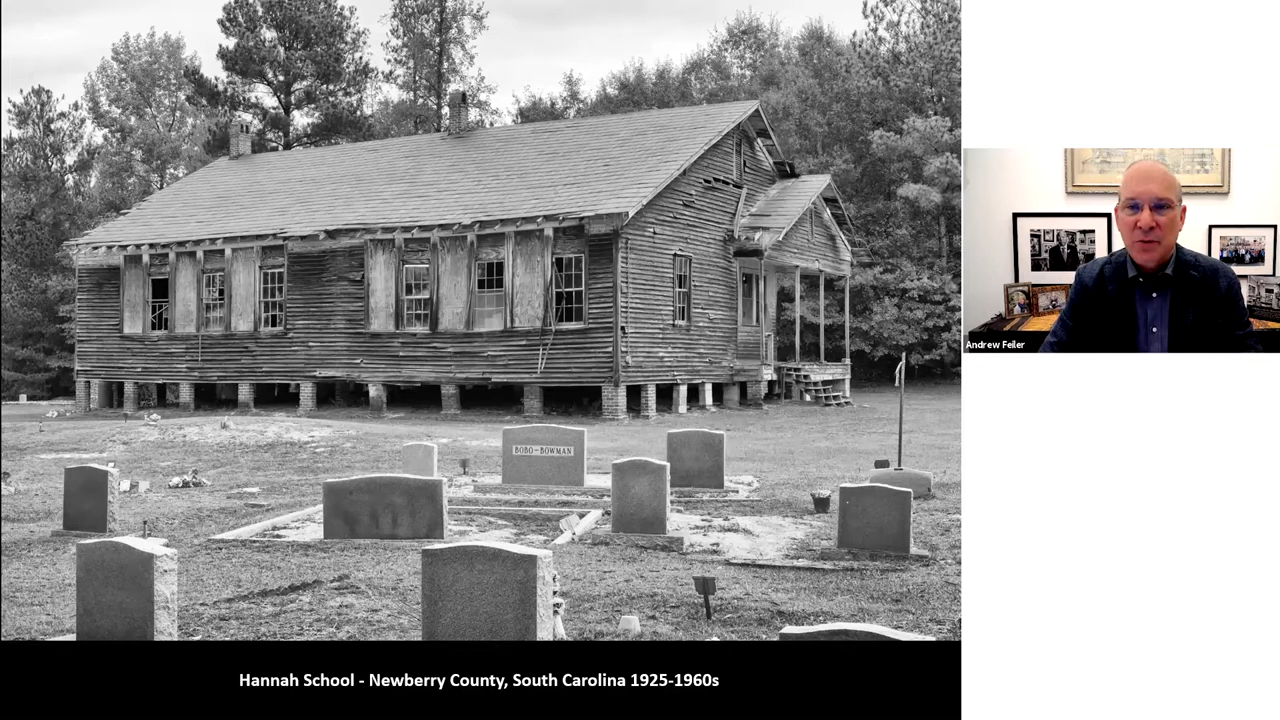 BOBO-BOWMAN
Andrew Feiler
Hannah School - Newberry County, South Carolina 1925-1960s